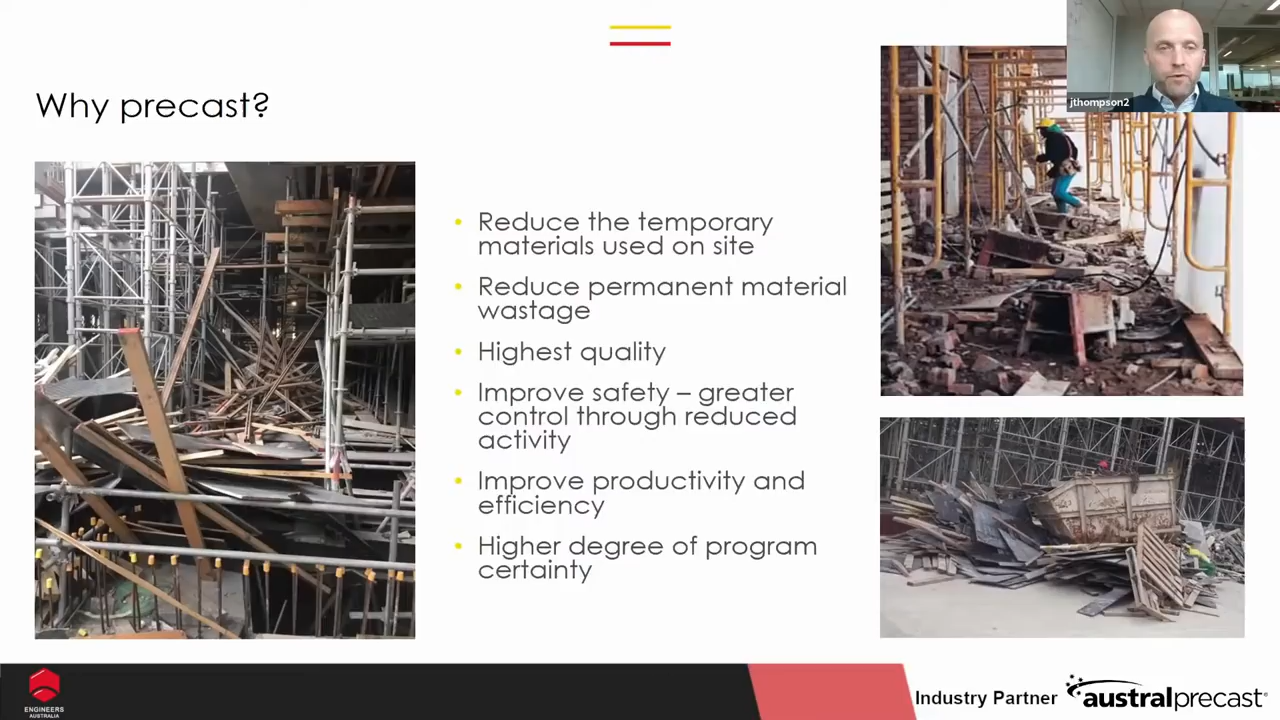 jthompson2
Why precast?
• Reduce the temporary
materials used on site
• Reduce permanent material
wastage
• Highest quality
• Improve safety – greater
control through reduced
activity
• Improve productivity and
efficiency
• Higher degree of program
certainty
ENGINEERS
AUSTRALIA
Industry Partner
australprecast®